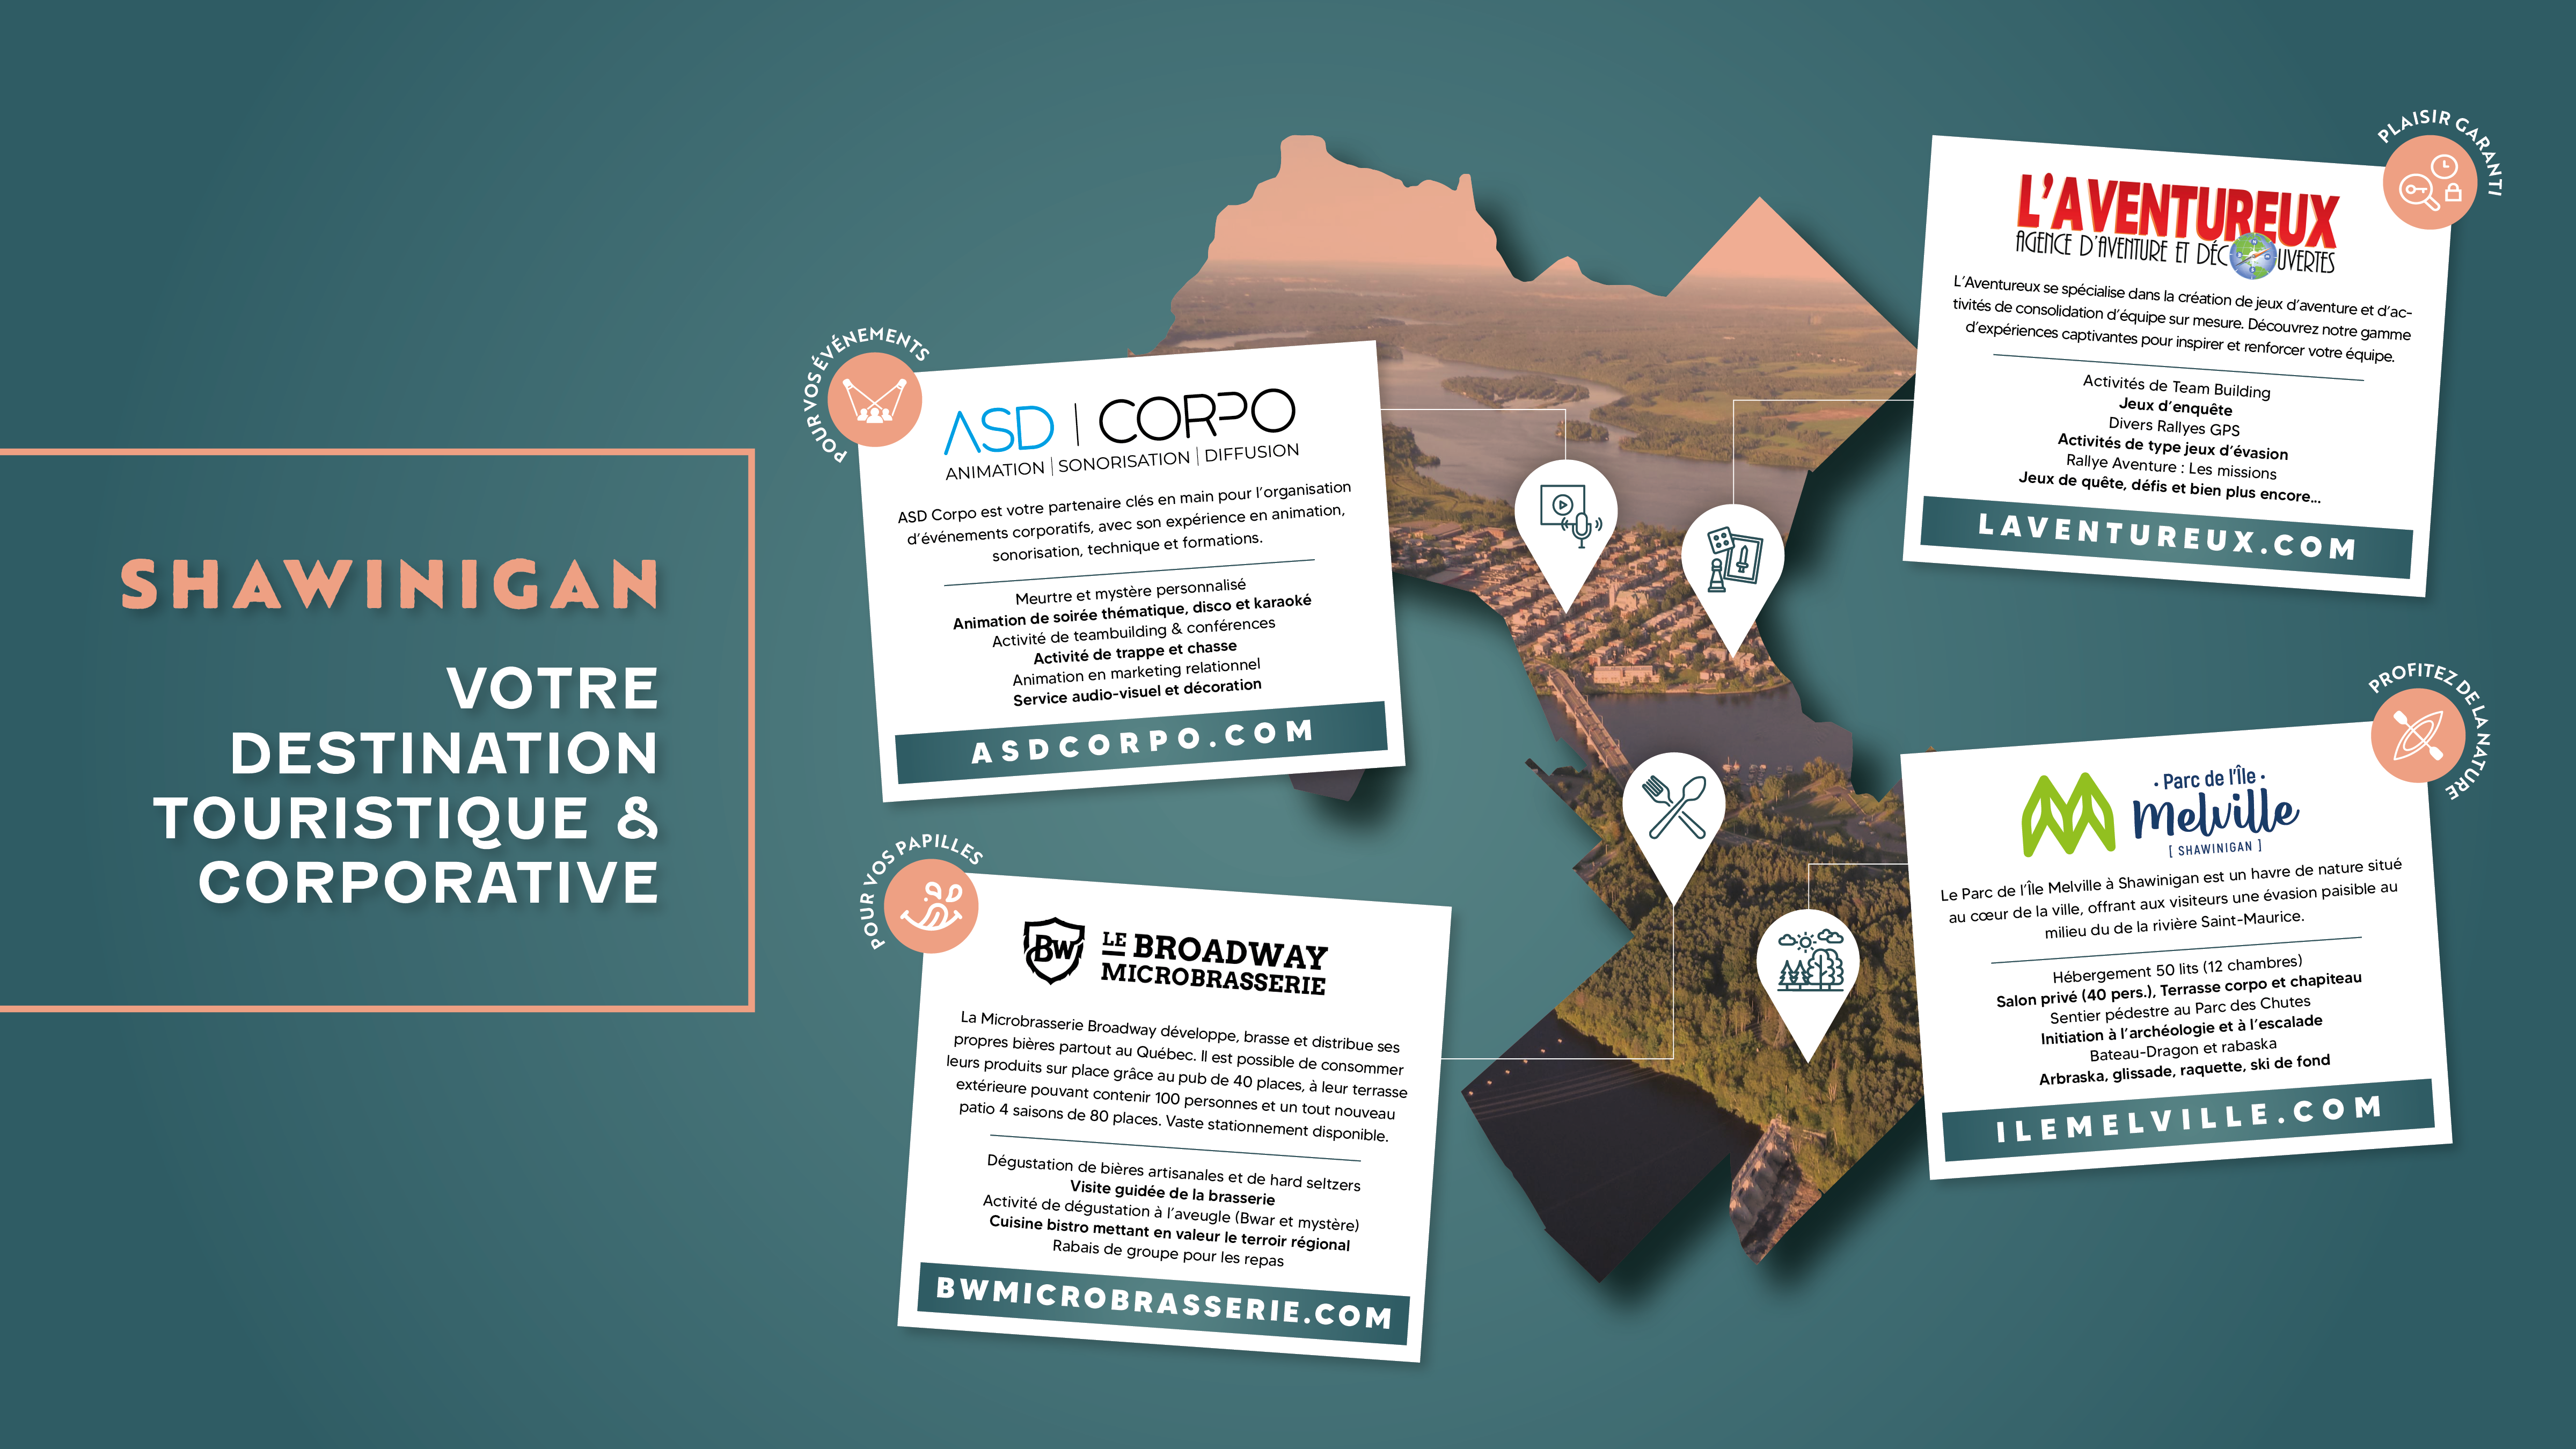 SHAWINIGAN
VOTRE
DESTINATION
TOURISTIQUE &
CORPORATIVE
POUR VOS ÉVÉNEMENTS
ASD | CORPO
ANIMATION | SONORISATION | DIFFUSION
ASD Corpo est votre partenaire clés en main pour l'organisation
d'événements corporatifs, avec son expérience en animation,
sonorisation, technique et formations.
Meurtre et mystère personnalisé
Animation de soirée thématique, disco et karaoké
Activité de teambuilding & conférences
Activité de trappe et chasse
Animation en marketing relationnel
Service audio-visuel et décoration
ASDCORPO.COM
POUR VOS PAPILLES
BW
LE BROADWAY
MICROBRASSERIE
La Microbrasserie Broadway développe, brasse et distribue ses
propres bières partout au Québec. Il est possible de consommer
leurs produits sur place grâce au pub de 40 places, à leur terrasse
extérieure pouvant contenir 100 personnes et un tout nouveau
patio 4 saisons de 80 places. Vaste stationnement disponible.
Dégustation de bières artisanales et de hard seltzers
Visite guidée de la brasserie
Activité de dégustation à l'aveugle (Bwar et mystère)
Cuisine bistro mettant en valeur le terroir régional
Rabais de groupe pour les repas
BWMICROBRASSERIE.COM
PLAISIR GARANTI
L'AVENTUREUX
AGENCE D'AVENTURE ET DÉCOUVERTES
L'Aventureux se spécialise dans la création de jeux d'aventure et d'ac-
tivités de consolidation d'équipe sur mesure. Découvrez notre gamme
d'expériences captivantes pour inspirer et renforcer votre équipe.
Activités de Team Building
Jeux d'enquête
Divers Rallyes GPS
Activités de type jeux d'évasion
Rallye Aventure : Les missions
Jeux de quête, défis et bien plus encore...
LAVENTUREUX.COM
PROFITEZ DE LA NATURE
• Parc de l'Île •
Melville
[ SHAWINIGAN ]
Le Parc de l'Île Melville à Shawinigan est un havre de nature situé
au cœur de la ville, offrant aux visiteurs une évasion paisible au
milieu du de la rivière Saint-Maurice.
Hébergement 50 lits (12 chambres)
Salon privé (40 pers.), Terrasse corpo et chapiteau
Sentier pédestre au Parc des Chutes
Initiation à l'archéologie et à l'escalade
Bateau-Dragon et rabaska
Arbraska, glissade, raquette, ski de fond
ILEMELVILLE.COM